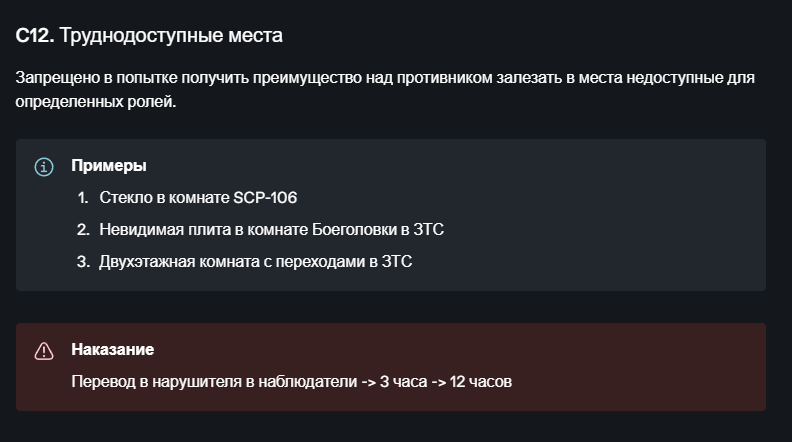 C12. Труднодоступные места
Запрещено в попытке получить преимущество над противником залезать в места недоступные для
определенных ролей.
Примеры
1. Стекло в комнате SCP-106
2. Невидимая плита в комнате Боеголовки в ЗТС
3. Двухэтажная комната с переходами в ЗТС
Наказание
Перевод в нарушителя в наблюдатели -> 3 часа -> 12 часов